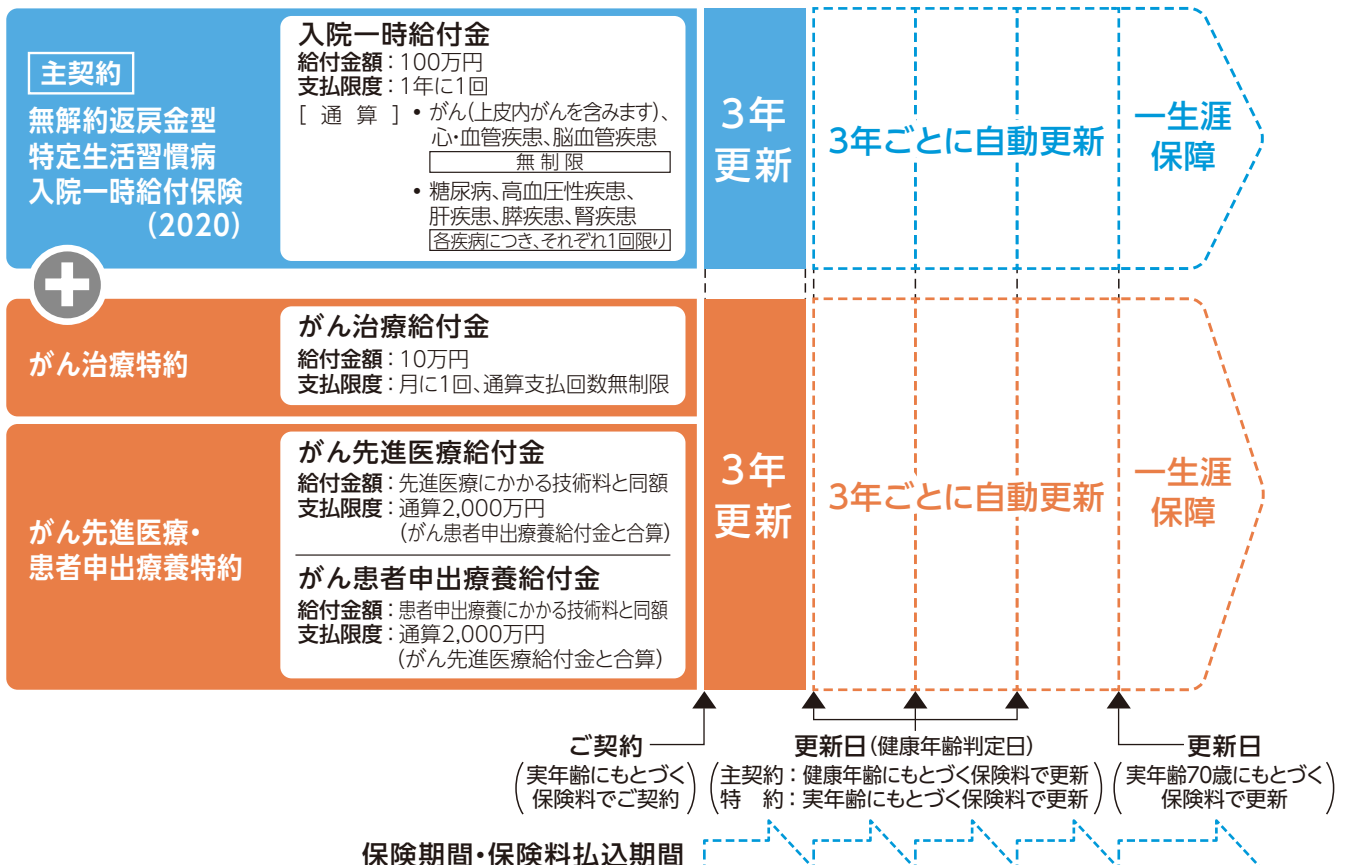 主契約
無解約返戻金型
特定生活習慣病
入院一時給付保険
(2020)
入院一時給付金
給付金額：100万円
支払限度：1年に1回
[通算]•がん(上皮内がんを含みます)、
心・血管疾患、脳血管疾患
無制限
•糖尿病、高血圧性疾患、
肝疾患、膵疾患、腎疾患
各疾病につき、それぞれ1回限り
3年
更新
3年ごとに自動更新
一生涯
保障
がん治療特約
がん治療給付金
給付金額：10万円
支払限度：月に1回、通算支払回数無制限
がん先進医療・
患者申出療養特約
がん先進医療給付金
給付金額：先進医療にかかる技術料と同額
支払限度：通算2,000万円
(がん患者申出療養給付金と合算)
がん患者申出療養給付金
給付金額：患者申出療養にかかる技術料と同額
支払限度：通算2,000万円
(がん先進医療給付金と合算)
3年
更新
3年ごとに自動更新
一生涯
保障
ご契約
(実年齢にもとづく
保険料でご契約)
更新日(健康年齢判定日)
(主契約：健康年齢にもとづく保険料で更新
特 約：実年齢にもとづく保険料で更新)
更新日
(実年齢70歳にもとづく
保険料で更新)
保険期間・保険料払込期間